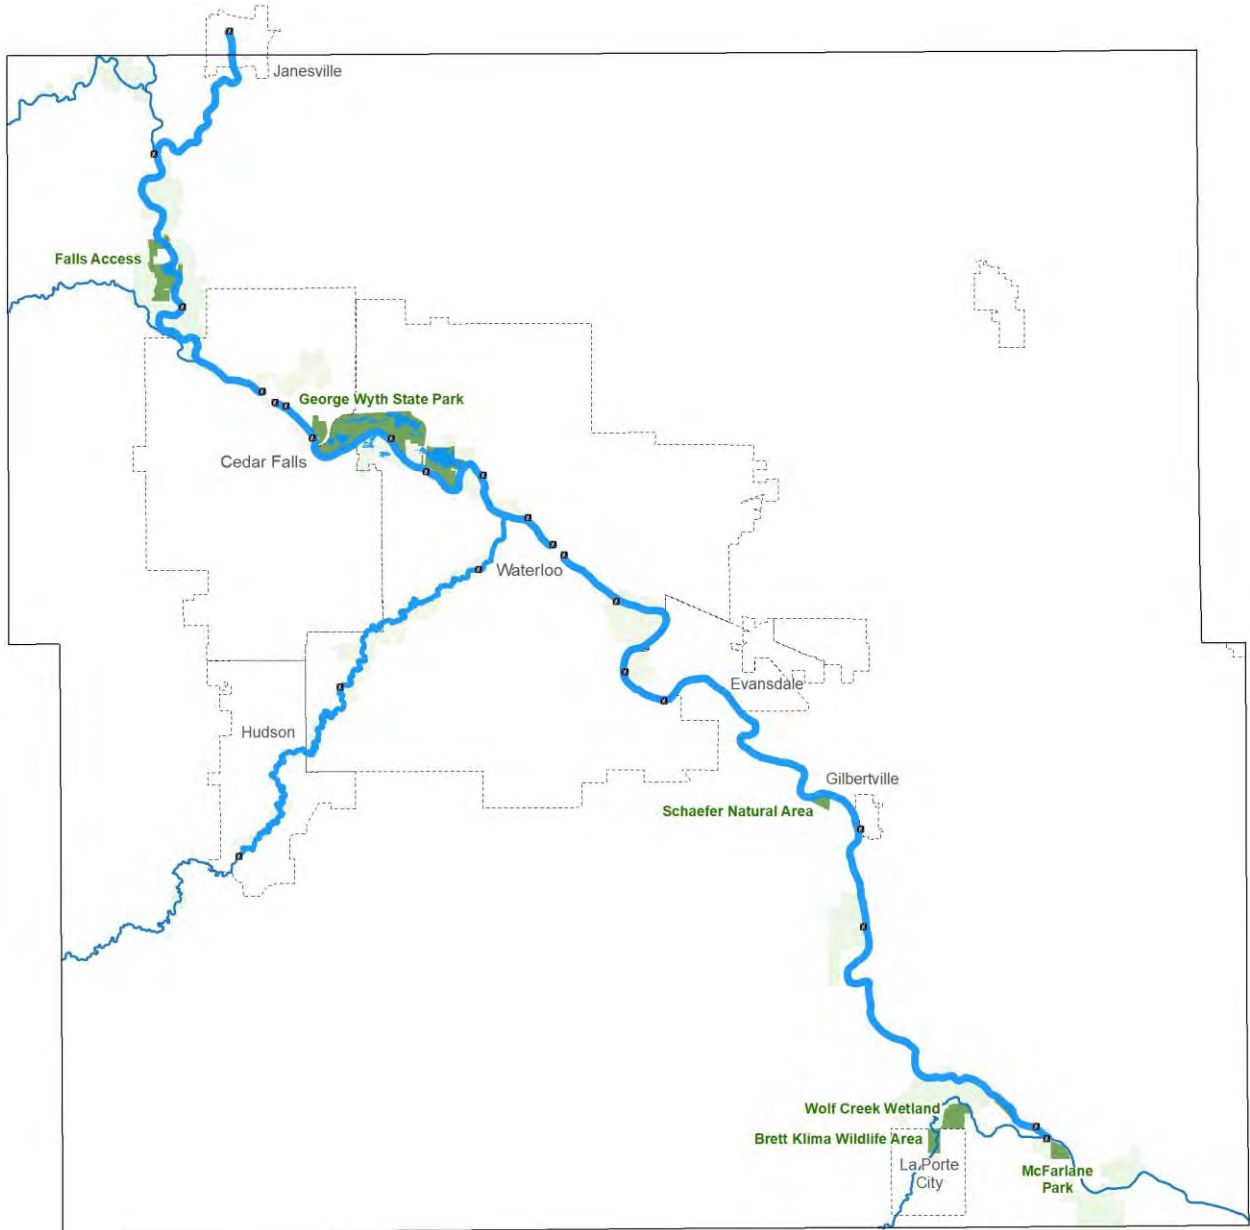 Janesville
Falls Access
George Wyth State Park
Cedar Falls
Waterloo
Evansdale
Hudson
Gilbertville
Schaefer Natural Area
Wolf Creek Wetland
Brett Klima Wildlife Area
La Porte
City
McFarlane
Park